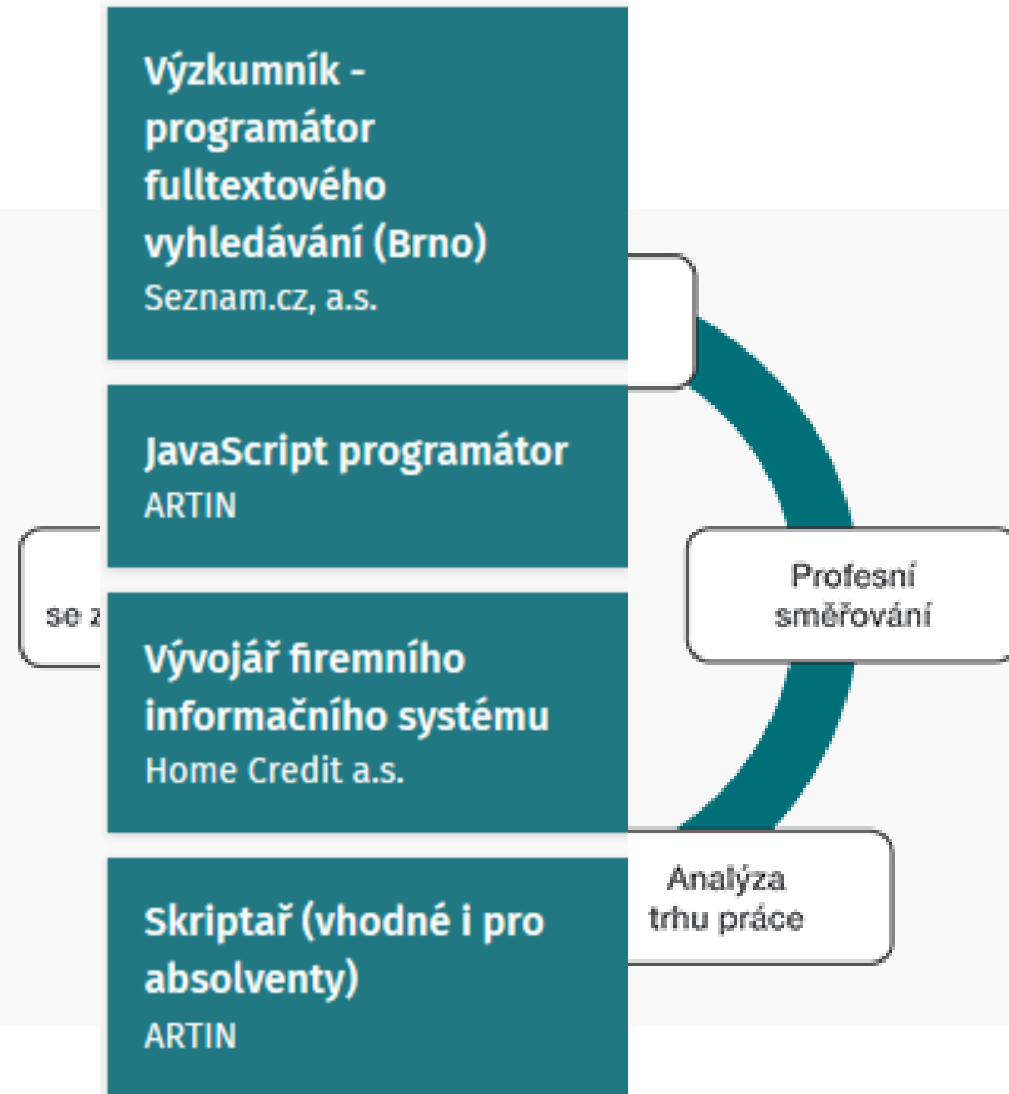 Výzkumník -
programátor
fulltextového
vyhledávání (Brno)
Seznam.cz, a.s.
JavaScript programátor
ARTIN
Vývojář firemního
informačního systému
Home Credit a.s.
Skriptař (vhodné i pro
absolventy)
ARTIN
se
Profesní
směřování
Analýza
trhu práce